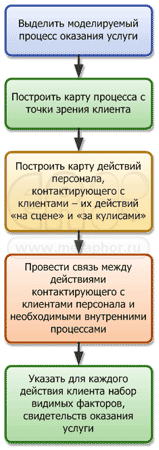 Выделить моделируемый
процесс оказания услуги
Построить карту процесса с
точки зрения клиента
Построить карту действий
персонала,
контактирующего с
клиентами – их действий
«на сцене» и «за кулисами»
Провести связь между
действиями
контактирующего с
клиентами персонала и
необходимыми внутренними
процессами
Указать для каждого
действия клиента набор
видимых факторов,
свидетельств оказания
услуги